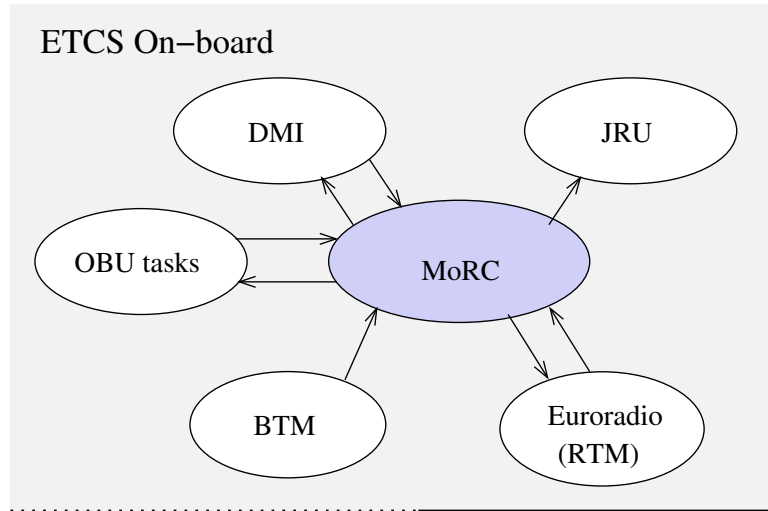 ETCS On−board
DMI
JRU
OBU tasks
MoRC
BTM
Euroradio
(RTM)